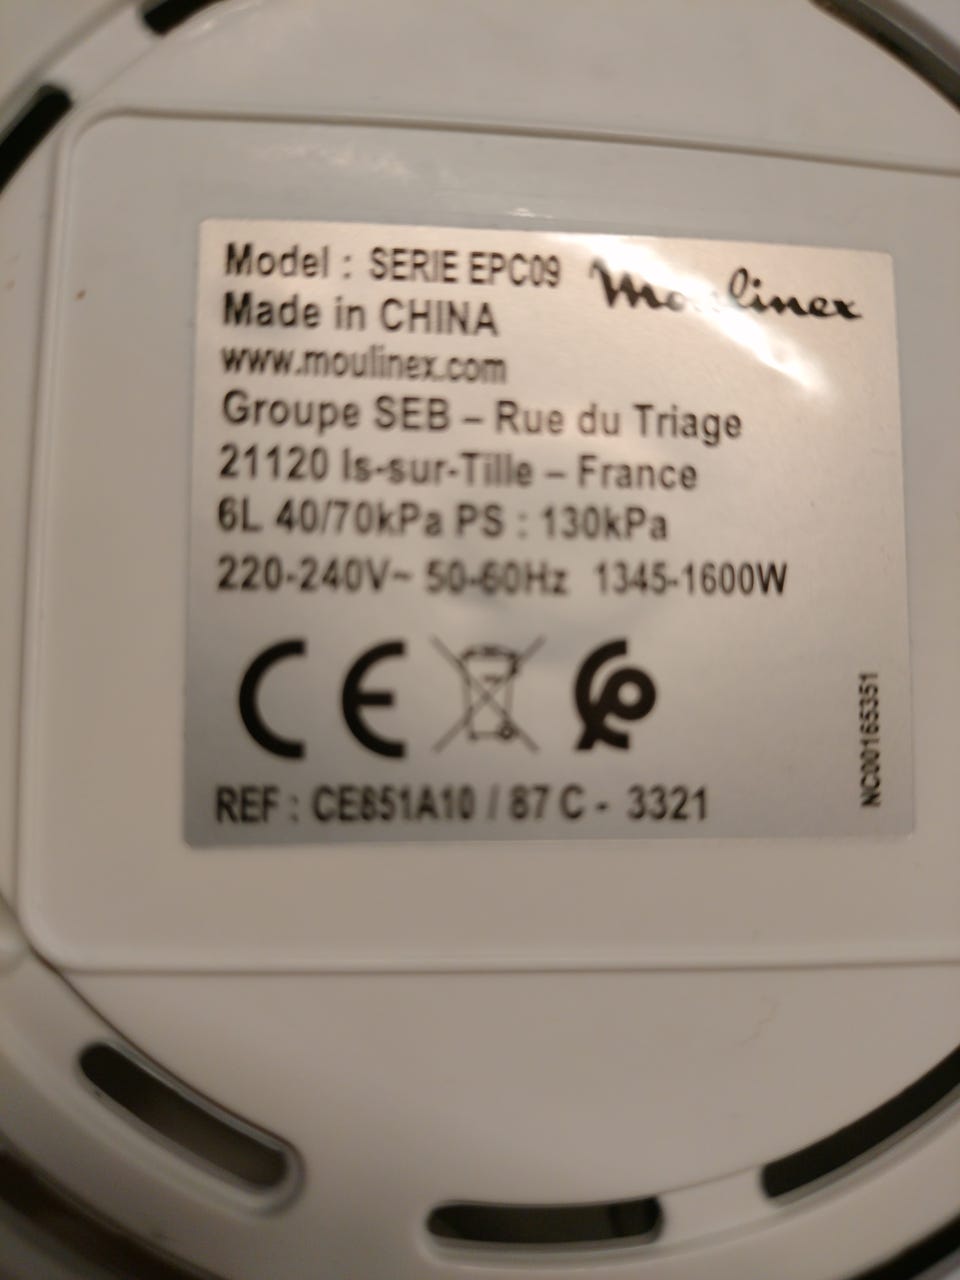 Model : SERIE EPC09 Moulinex
Made in CHINA
www.moulinex.com
Groupe SEB – Rue du Triage
21120 Is-sur-Tille – France
6L 40/70kPa PS : 130kPa
220-240V~ 50-60Hz 1345-1600W
CE
REF : CE851A10 / 87 C - 3321
NC00165351